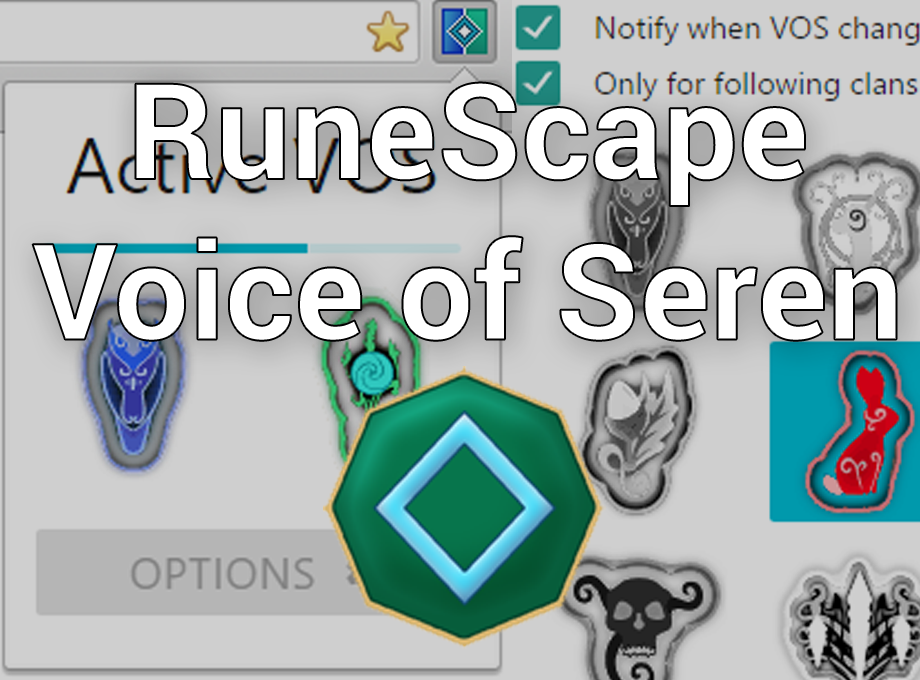 Notify when VOS chang
Only for following clans
RuneScape
Active VOS
Voice of Seren
OPTIONS